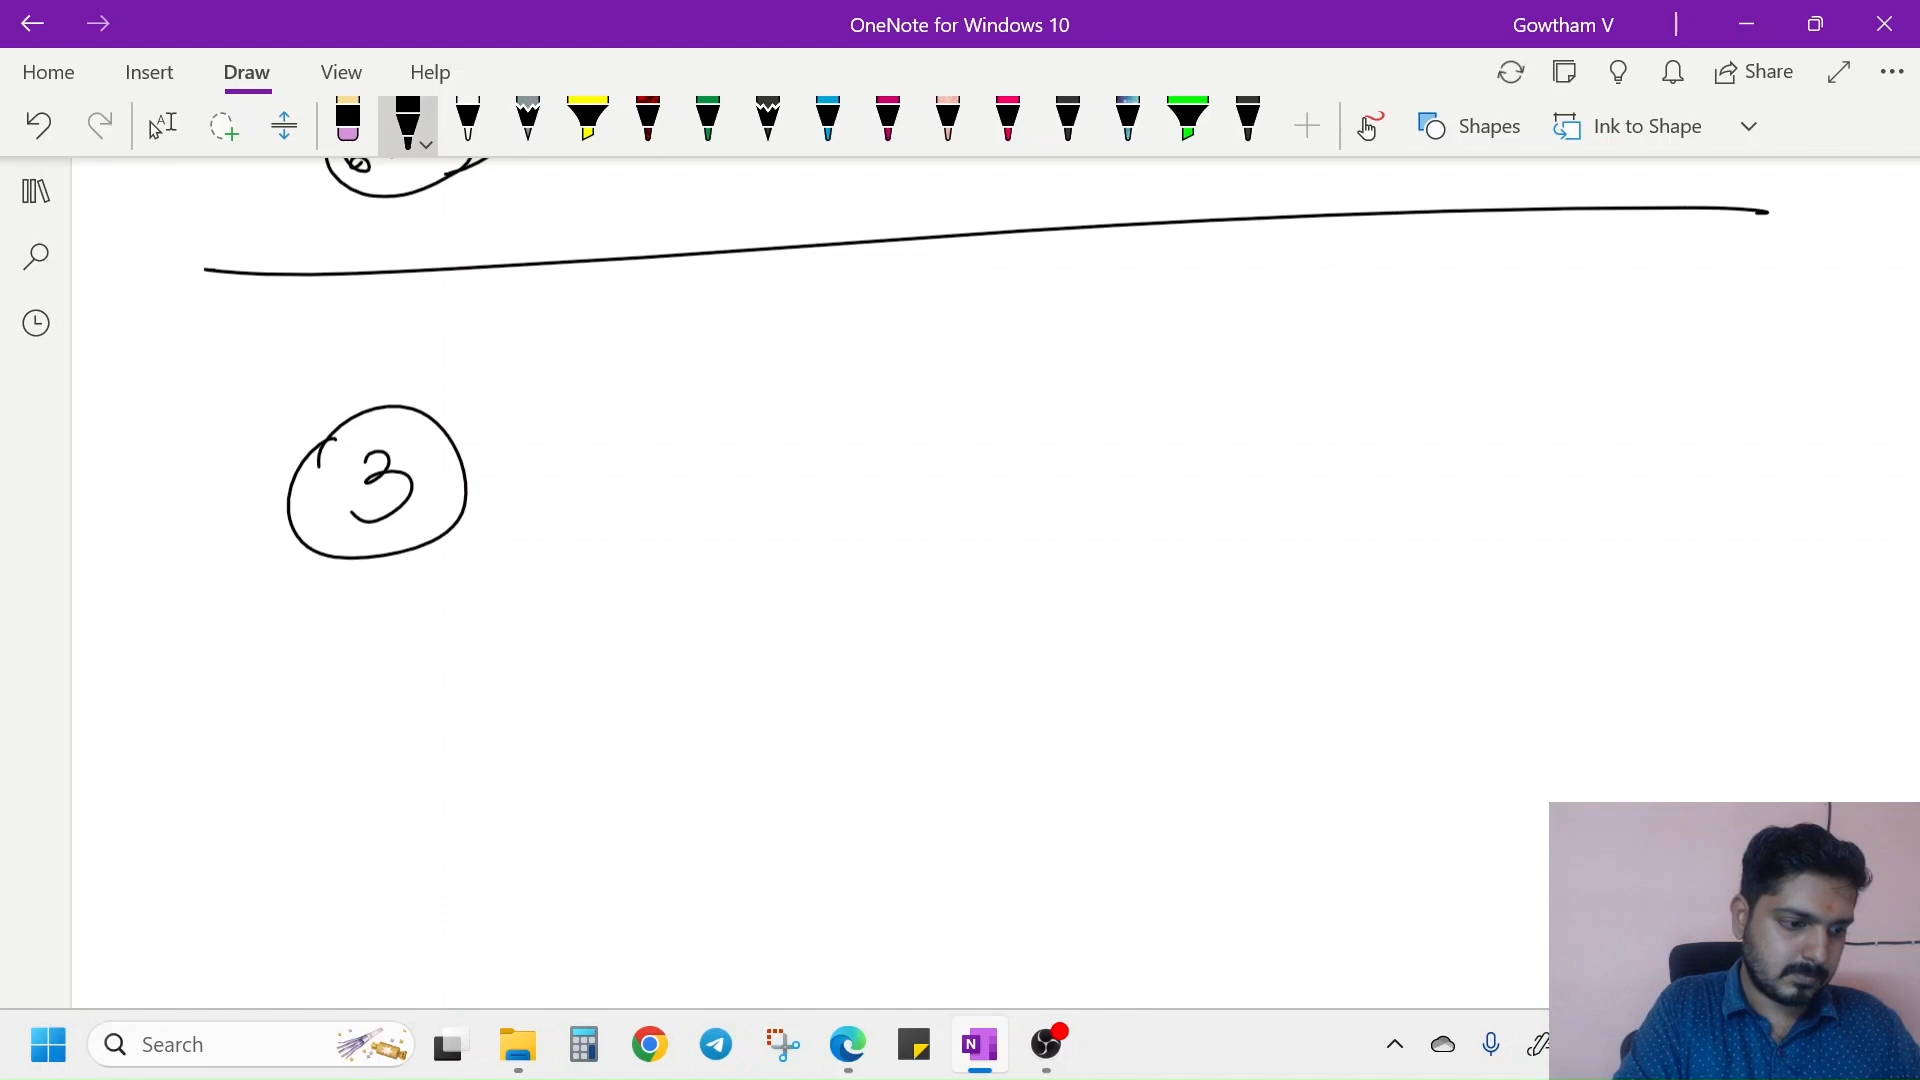 OneNote for Windows 10
Gowtham V
Home
Insert
Draw
View
Help
Share
Shapes
Ink to Shape
3
Search